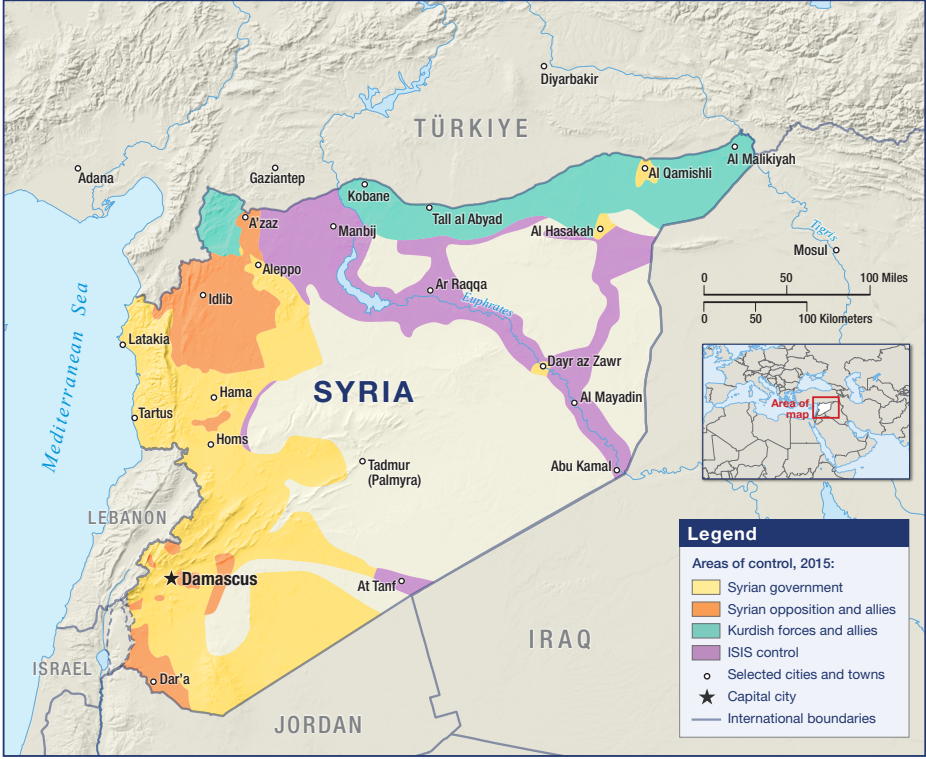 Diyarbakir
TÜRKİYE
Adana
Gaziantep
Al Malikiyah
Al Qamishli
Kobane
Tall al Abyad
A'zaz
Manbij
Al Hasakah
Tigris
Mosul
Aleppo
Idlib
Ar Raqqa
Euphrates
0 50 100 Miles
0 50 100 Kilometers
Mediterranean Sea
Latakia
Dayr az Zawr
SYRIA
Hama
Al Mayadin
Tartus
Homs
Tadmur
(Palmyra)
Abu Kamal
Area of
map
LEBANON
Damascus
At Tanf
IRAQ
ISRAEL
Dar'a
JORDAN
Legend
Areas of control, 2015:
Syrian government
Syrian opposition and allies
Kurdish forces and allies
ISIS control
Selected cities and towns
Capital city
International boundaries